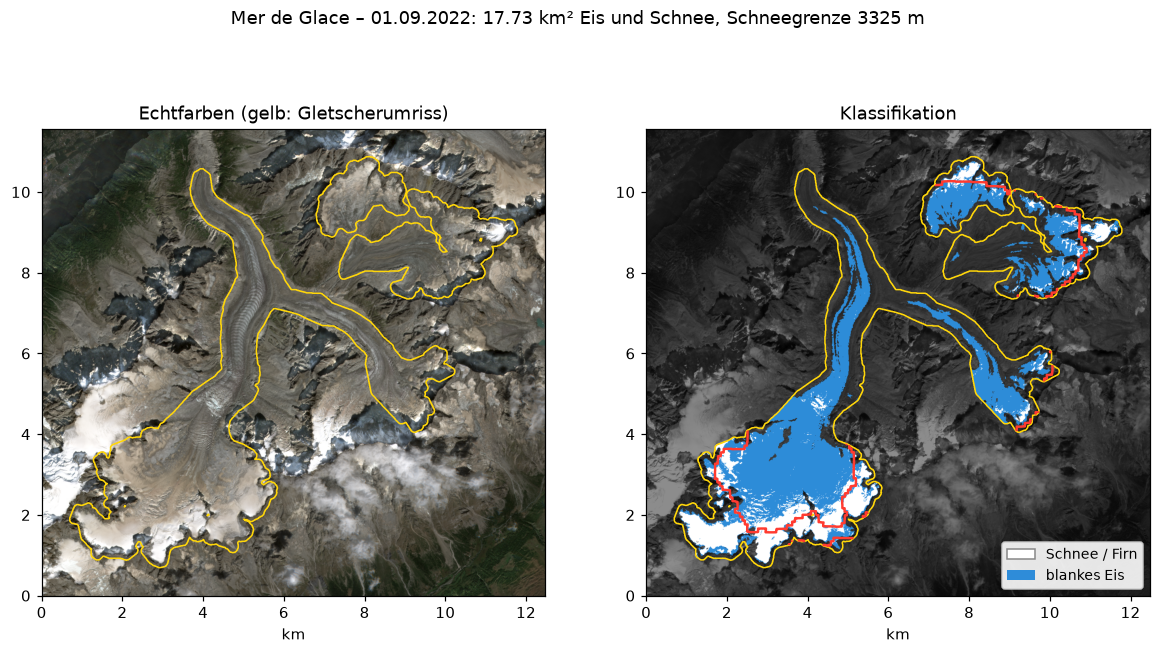 Mer de Glace – 01.09.2022: 17.73 km² Eis und Schnee, Schneegrenze 3325 m
Echtfarben (gelb: Gletscherumriss)
10
8
6
4
2
0
0 2 4 6 8 10 12
km
Klassifikation
10
8
6
4
2
0
Schnee / Firn
blankes Eis
0 2 4 6 8 10 12
km